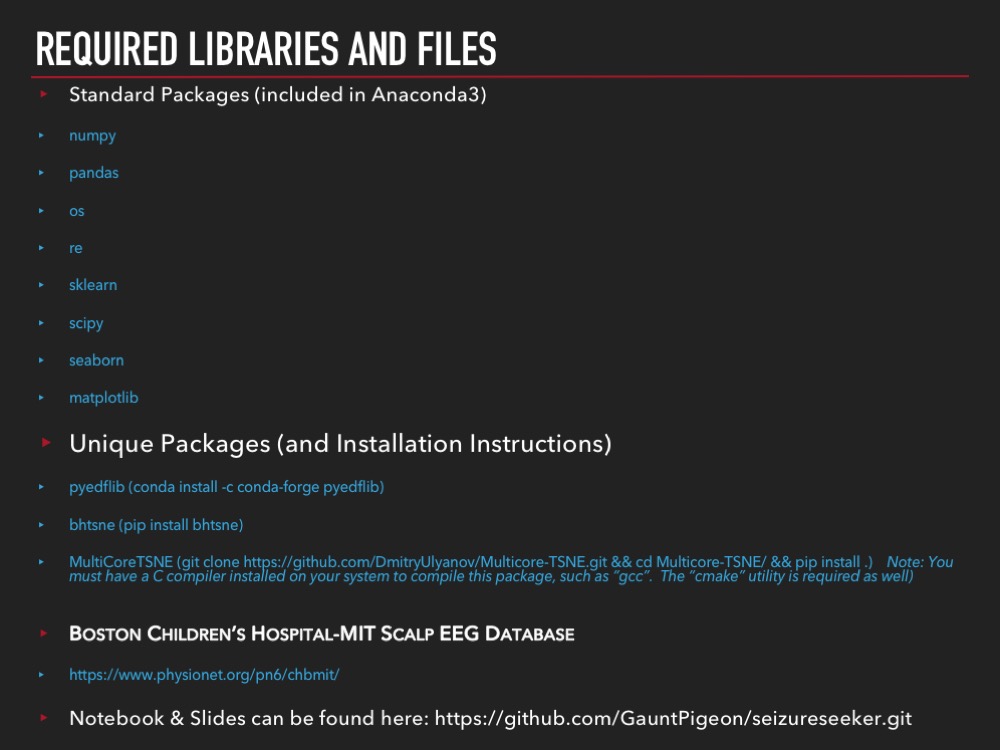 REQUIRED LIBRARIES AND FILES
Standard Packages (included in Anaconda3)
numpy
pandas
os
re
sklearn
scipy
seaborn
matplotlib
Unique Packages (and Installation Instructions)
pyedflib (conda install -c conda-forge pyedflib)
bhtsne (pip install bhtsne)
MultiCoreTSNE (git clone https://github.com/DmitryUlyanov/Multicore-TSNE.git && cd Multicore-TSNE/ && pip install .) Note: You
must have a C compiler installed on your system to compile this package, such as “gcc”. The “cmake” utility is required as well)
BOSTON CHILDREN’S HOSPITAL-MIT SCALP EEG DATABASE
https://www.physionet.org/pn6/chbmit/
Notebook & Slides can be found here: https://github.com/GauntPigeon/seizureseeker.git